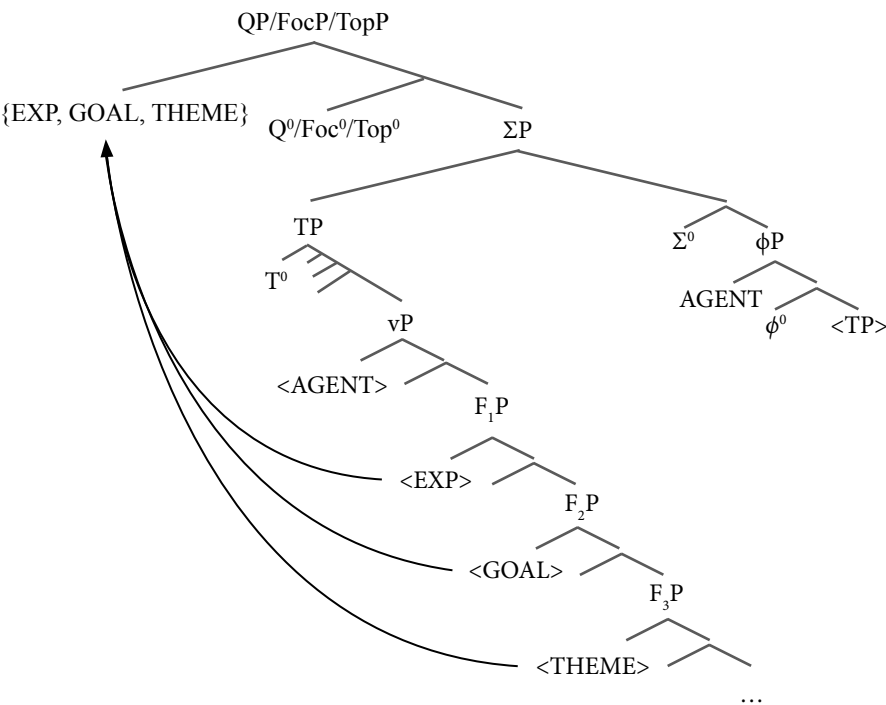 QP/FocP/TopP
{EXP, GOAL, THEME}
Q⁰/Foc⁰/Top⁰
ΣP
TP
Σ⁰
ϕP
T⁰
AGENT
ϕ⁰
<TP>
vP
<AGENT>
F₁P
<EXP>
F₂P
<GOAL>
F₃P
<THEME>
…